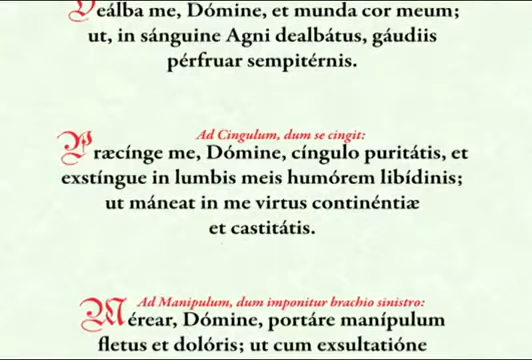 Deálba me, Dómine, et munda cor meum;
ut, in sánguine Agni dealbátus, gáudiis
pérfruar sempitérnis.
Ad Cingulum, dum se cingit:
Præcínge me, Dómine, cíngulo puritátis, et
exstíngue in lumbis meis humórem libídinis;
ut máneat in me virtus continéntiæ
et castitátis.
Ad Manipulum, dum imponitur brachio sinistro:
Mérear, Dómine, portáre manípulum
fletus et dolóris; ut cum exsultatióne